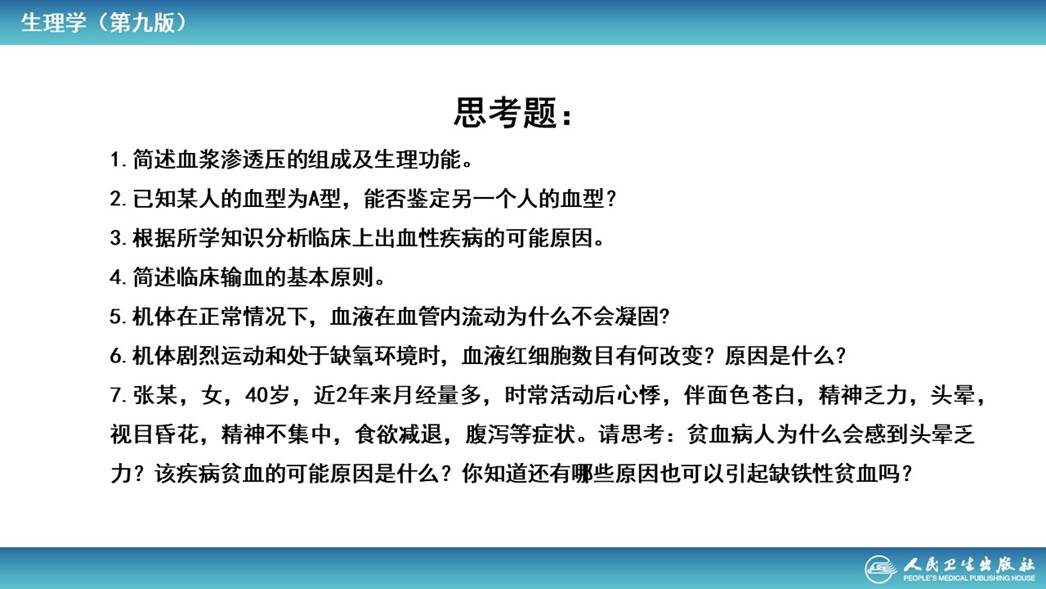 生理学（第九版）
思考题：
1. 简述血浆渗透压的组成及生理功能。
2. 已知某人的血型为A型，能否鉴定另一个人的血型？
3. 根据所学知识分析临床上出血性疾病的可能原因。
4. 简述临床输血的基本原则。
5. 机体在正常情况下，血液在血管内流动为什么不会凝固?
6. 机体剧烈运动和处于缺氧环境时，血液红细胞数目有何改变？原因是什么？
7. 张某，女，40岁，近2年来月经量多，时常活动后心悸，伴面色苍白，精神乏力，头晕，
视目昏花，精神不集中，食欲减退，腹泻等症状。请思考：贫血病人为什么会感到头晕乏
力？该疾病贫血的可能原因是什么？你知道还有哪些原因也可以引起缺铁性贫血吗？
人民卫生出版社
PEOPLE'S MEDICAL PUBLISHING HOUSE